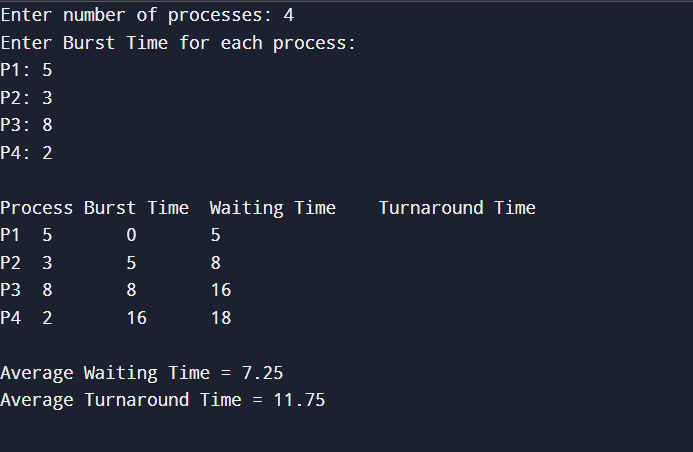 Enter number of processes: 4
Enter Burst Time for each process:
P1: 5
P2: 3
P3: 8
P4: 2
Process Burst Time  Waiting Time    Turnaround Time
P1  5       0       5
P2  3       5       8
P3  8       8       16
P4  2       16      18
Average Waiting Time = 7.25
Average Turnaround Time = 11.75